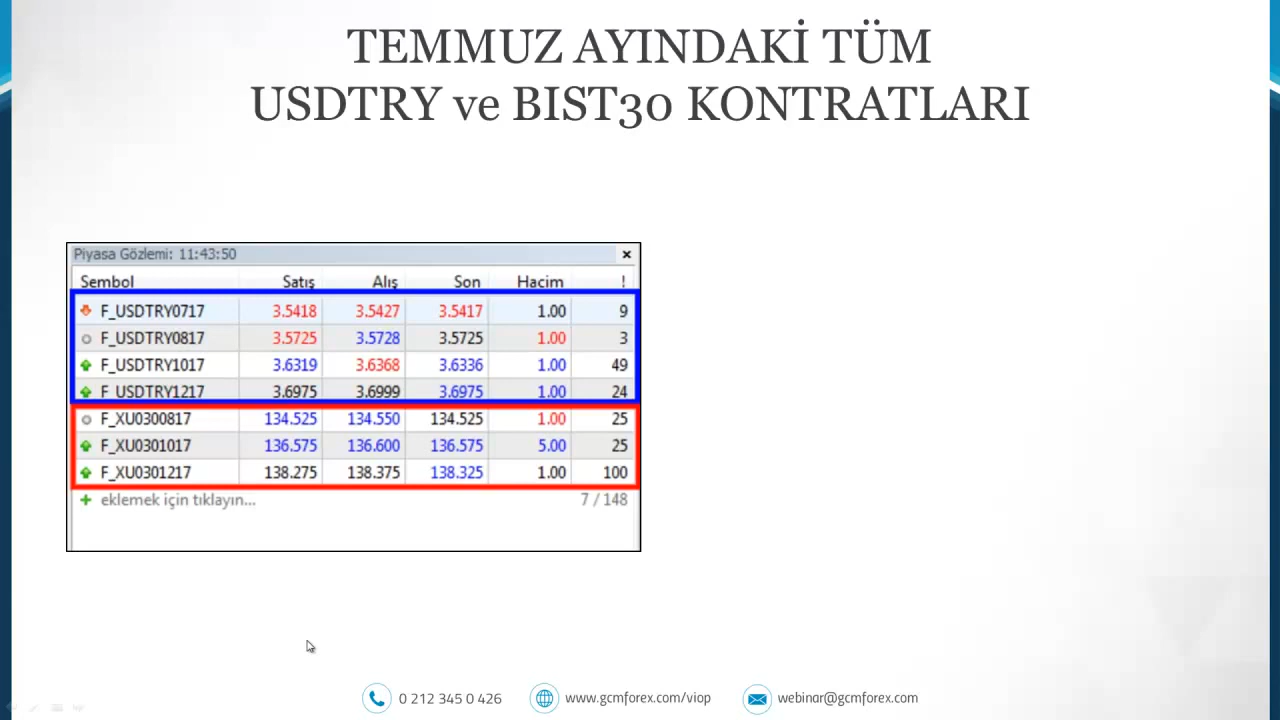 TEMMUZ AYINDAKİ TÜM
USDTRY ve BIST30 KONTRATLARI
Piyasa Gözlemi: 11:43:50
Sembol Satış Alış Son Hacim !
F_USDTRY0717 3.5418 3.5427 3.5417 1.00 9
F_USDTRY0817 3.5725 3.5728 3.5725 1.00 3
F_USDTRY1017 3.6319 3.6368 3.6336 1.00 49
F_USDTRY1217 3.6975 3.6999 3.6975 1.00 24
F_XU0300817 134.525 134.550 134.525 1.00 25
F_XU0301017 136.575 136.600 136.575 5.00 25
F_XU0301217 138.275 138.375 138.325 1.00 100
eklemek için tıklayın... 7 / 148
0 212 345 0 426 www.gcmforex.com/viop webinar@gcmforex.com